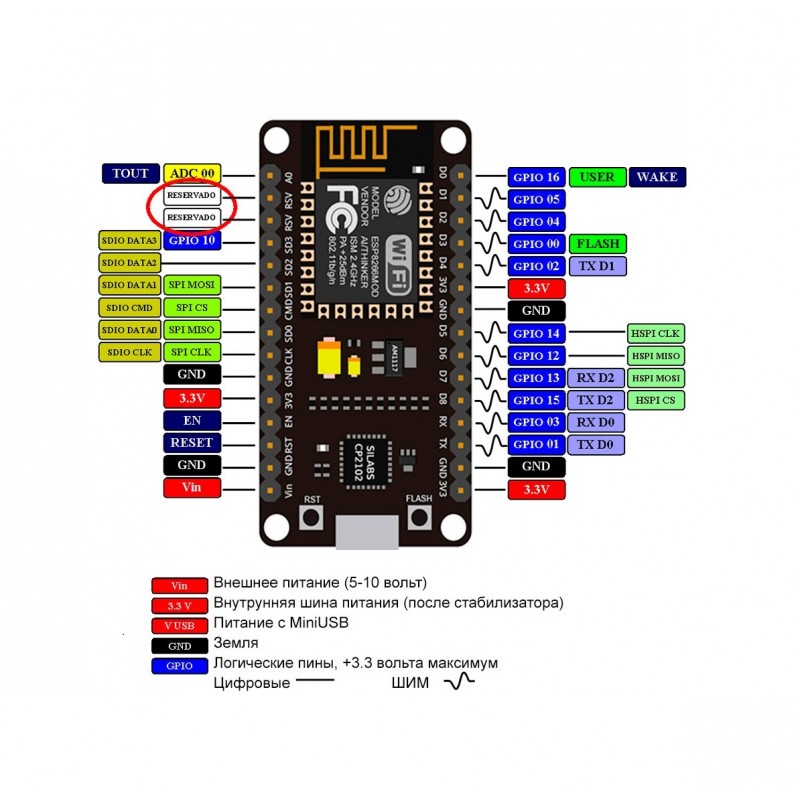 TOUT ADC 00
RESERVADO
RESERVADO
SDIO DATA3 GPIO 10
SDIO DATA2
SDIO DATA1 SPI MOSI
SDIO CMD SPI CS
SDIO DATA0 SPI MISO
SDIO CLK SPI CLK
GND
3.3V
EN
RESET
GND
Vin
A0
RSV
RSV
SD3
SD2
SD1
CMD
SD0
CLK
GND
3V3
EN
RST
GND
Vin
MODEL
VENDOR
ESP8266MOD
AI/THINKER
ISM 2.4GHz
PA +25dBm
802.11b/g/n
FC
Wi Fi
AM1117
SILABS
CP2102
RST
FLASH
D0
D1
D2
D3
D4
3V3
GND
D5
D6
D7
D8
RX
TX
GND
3V3
GPIO 16 USER WAKE
GPIO 05
GPIO 04
GPIO 00 FLASH
GPIO 02 TX D1
3.3V
GND
GPIO 14 HSPI CLK
GPIO 12 HSPI MISO
GPIO 13 RX D2 HSPI MOSI
GPIO 15 TX D2 HSPI CS
GPIO 03 RX D0
GPIO 01 TX D0
GND
3.3V
Vin Внешнее питание (5-10 вольт)
3.3 V Внутрунняя шина питания (после стабилизатора)
V USB Питание с MiniUSB
GND Земля
GPIO Логические пины, +3.3 вольта максимум
Цифровые ШИМ